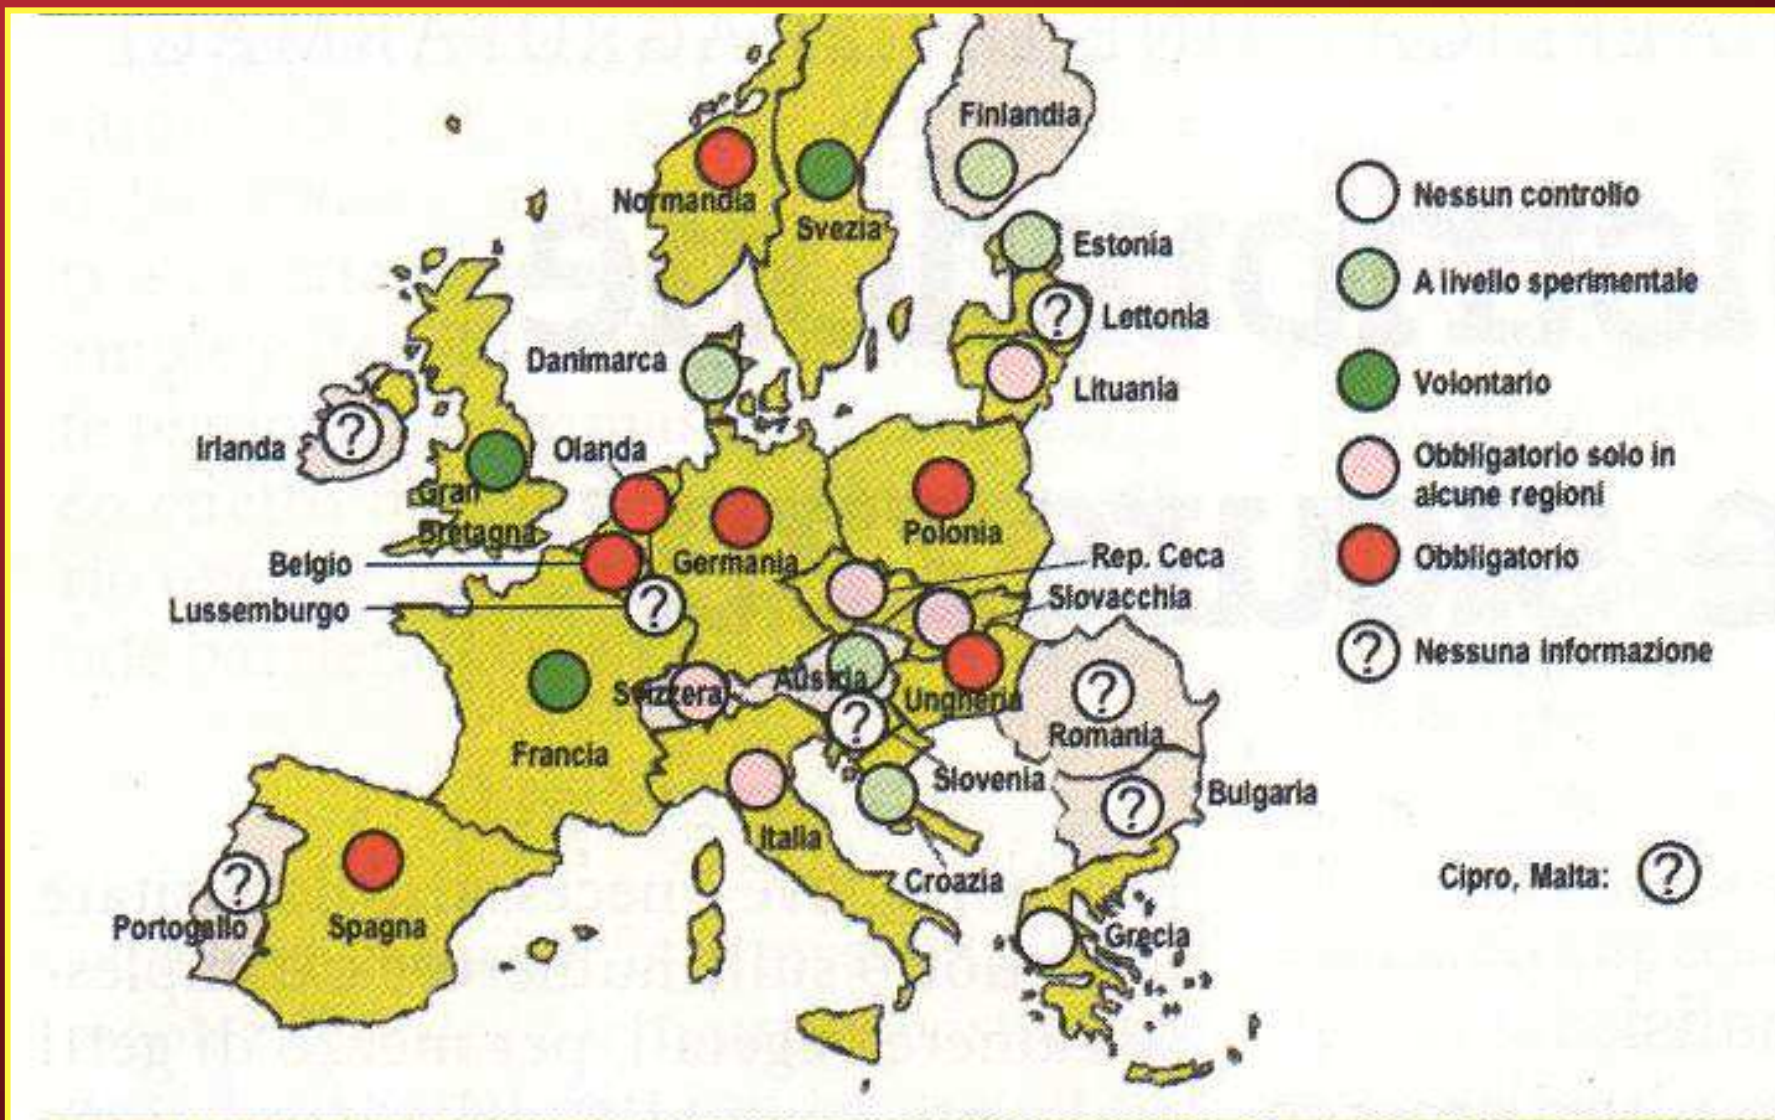 Finlandia
Normandia
Svezia
Estonia
Lettonia
Danimarca
Lituania
Irlanda
Olanda
Gran
Bretagna
Polonia
Germania
Belgio
Rep. Ceca
Lussemburgo
Slovacchia
Svizzera
Austria
Ungheria
Romania
Francia
Slovenia
Bulgaria
Italia
Croazia
Portogallo
Spagna
Grecia
Nessun controllo
A livello sperimentale
Volontario
Obbligatorio solo in
alcune regioni
Obbligatorio
? Nessuna informazione
Cipro, Malta: ?